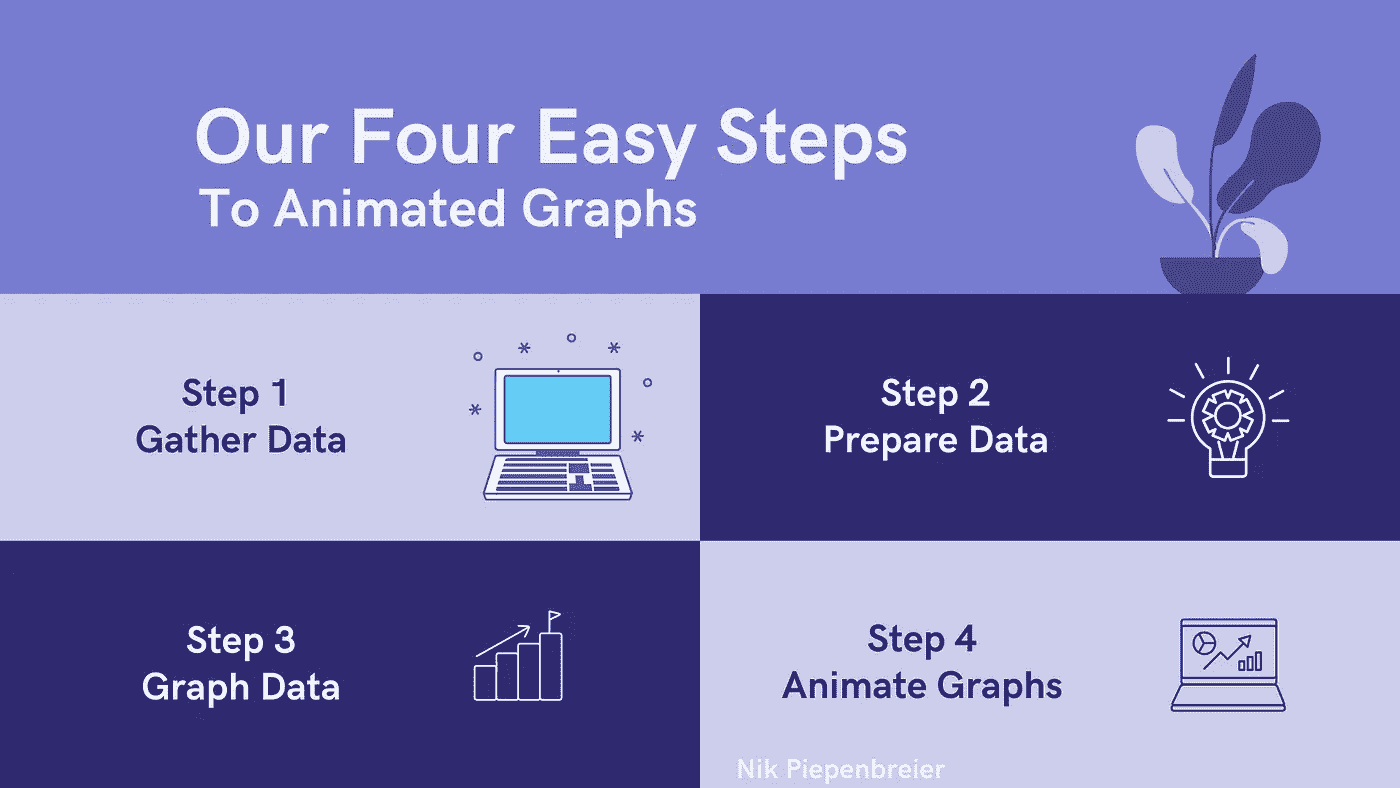 Our Four Easy Steps
To Animated Graphs
Step 1
Gather Data
Step 2
Prepare Data
Step 3
Graph Data
Step 4
Animate Graphs
Nik Piepenbreier